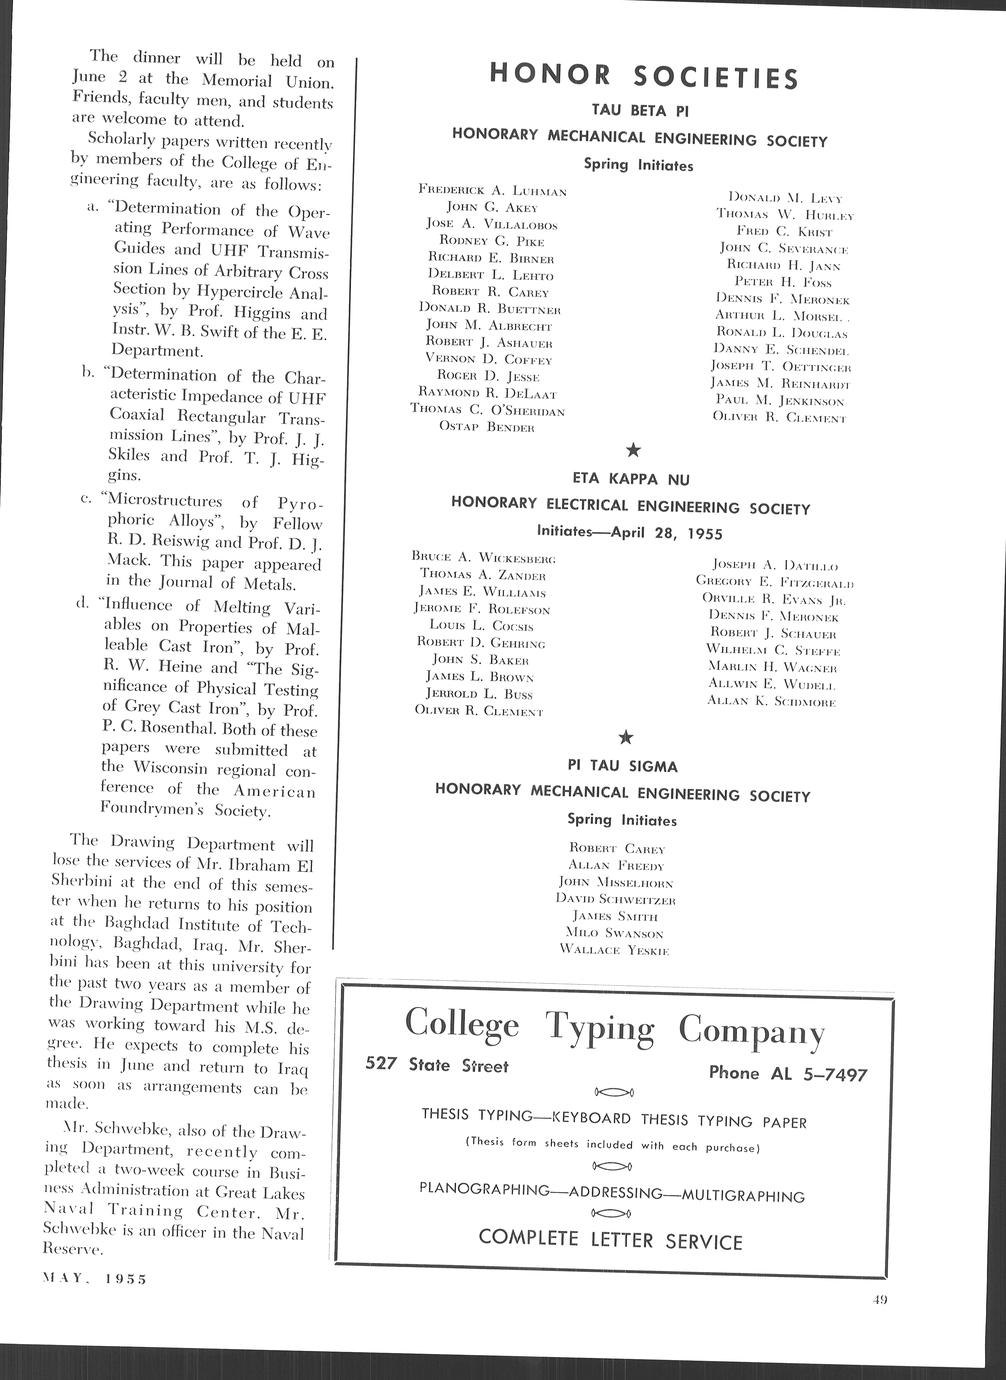 The dinner will be held on
June 2 at the Memorial Union.
Friends, faculty men, and students
are welcome to attend.
Scholarly papers written recently
by members of the College of En-
gineering faculty, are as follows:
a. “Determination of the Oper-
ating Performance of Wave
Guides and UHF Transmis-
sion Lines of Arbitrary Cross
Section by Hypercircle Anal-
ysis”, by Prof. Higgins and
Instr. W. B. Swift of the E. E.
Department.
b. “Determination of the Char-
acteristic Impedance of UHF
Coaxial Rectangular Trans-
mission Lines”, by Prof. J. J.
Skiles and Prof. T. J. Hig-
gins.
c. “Microstructures of Pyro-
phoric Alloys”, by Fellow
R. D. Reiswig and Prof. D. J.
Mack. This paper appeared
in the Journal of Metals.
d. “Influence of Melting Vari-
ables on Properties of Mal-
leable Cast Iron”, by Prof.
R. W. Heine and “The Sig-
nificance of Physical Testing
of Grey Cast Iron”, by Prof.
P. C. Rosenthal. Both of these
papers were submitted at
the Wisconsin regional con-
ference of the American
Foundrymen’s Society.
The Drawing Department will
lose the services of Mr. Ibraham El
Sherbini at the end of this semes-
ter when he returns to his position
at the Baghdad Institute of Tech-
nology, Baghdad, Iraq. Mr. Sher-
bini has been at this university for
the past two years as a member of
the Drawing Department while he
was working toward his M.S. de-
gree. He expects to complete his
thesis in June and return to Iraq
as soon as arrangements can be
made.
Mr. Schwebke, also of the Draw-
ing Department, recently com-
pleted a two-week course in Busi-
ness Administration at Great Lakes
Naval Training Center. Mr.
Schwebke is an officer in the Naval
Reserve.
HONOR SOCIETIES
TAU BETA PI
HONORARY MECHANICAL ENGINEERING SOCIETY
Spring Initiates
FREDERICK A. LUHMAN
JOHN G. AKEY
JOSE A. VILLALOBOS
RODNEY G. PIKE
RICHARD E. BIRNER
DELBERT L. LEHTO
ROBERT R. CAREY
DONALD R. BUETTNER
JOHN M. ALBRECHT
ROBERT J. ASHAUER
VERNON D. COFFEY
ROGER D. JESSE
RAYMOND R. DELAAT
THOMAS C. O’SHERIDAN
OSTAP BENDER
DONALD M. LEVY
THOMAS W. HURLEY
FRED C. KRIST
JOHN C. SEVERANCE
RICHARD H. JANN
PETER H. FOSS
DENNIS F. MERONEK
ARTHUR L.
RONALD L. DOUGLAS
DANNY E. SCHENDEL
JOSEPH T. OETTINGER
JAMES M. REINHARDT
PAUL M. JENKINSON
OLIVER R. CLEMENT
ETA KAPPA NU
HONORARY ELECTRICAL ENGINEERING SOCIETY
Initiates—April 28, 1955
BRUCE A. WICKESBERG
THOMAS A. ZANDER
JAMES E. WILLIAMS
JEROME F. ROLEFSON
LOUIS L. COCSIS
ROBERT D. GEHRING
JOHN S. BAKER
JAMES L. BROWN
JERROLD L. BUSS
OLIVER R. CLEMENT
JOSEPH A. DATILLO
GREGORY E. FITZGERALD
ORVILLE R. EVANS JR.
DENNIS F. MERONEK
ROBERT J. SCHAUER
WILHELM C. STEFFE
MARLIN H. WAGNER
ALLWIN E. WUDELL
ALLAN K. SCIDMORE
PI TAU SIGMA
HONORARY MECHANICAL ENGINEERING SOCIETY
Spring Initiates
ROBERT CAREY
ALLAN FREEDY
JOHN MISSELHORN
DAVID SCHWEITZER
JAMES SMITH
MILO SWANSON
WALLACE YESKIE
College Typing Company
527 State Street
Phone AL 5–7497
THESIS TYPING—KEYBOARD THESIS TYPING PAPER
(Thesis form sheets included with each purchase)
PLANOGRAPHING—ADDRESSING—MULTIGRAPHING
COMPLETE LETTER SERVICE
MAY, 1955
49